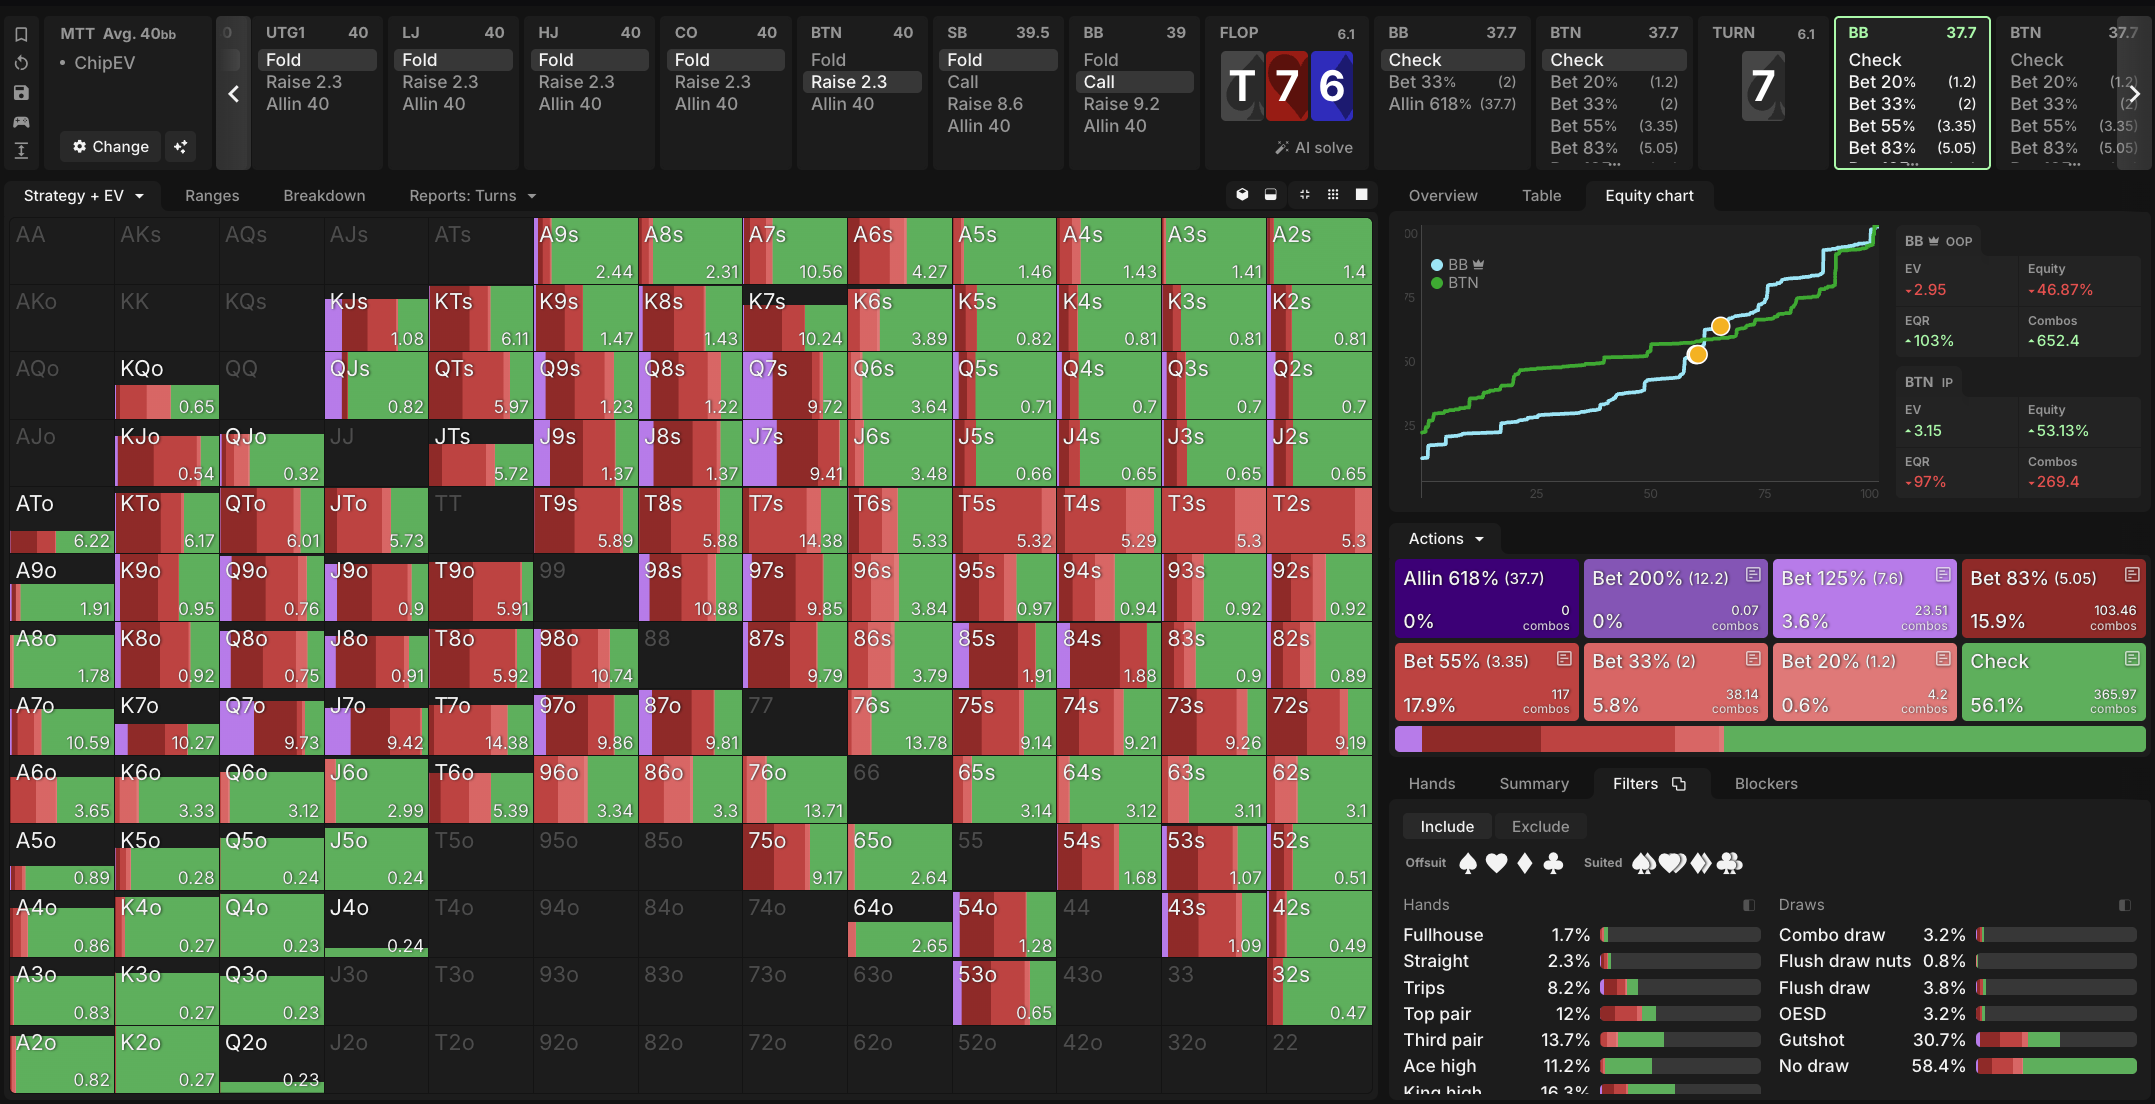 MTT Avg. 40bb
• ChipEV
Change
0
UTG1 40
Fold
Raise 2.3
Allin 40
LJ 40
Fold
Raise 2.3
Allin 40
HJ 40
Fold
Raise 2.3
Allin 40
CO 40
Fold
Raise 2.3
Allin 40
BTN 40
Fold
Raise 2.3
Allin 40
SB 39.5
Fold
Call
Raise 8.6
Allin 40
BB 39
Fold
Call
Raise 9.2
Allin 40
FLOP 6.1
T 7 6
AI solve
BB 37.7
Check
Bet 33% (2)
Allin 618% (37.7)
BTN 37.7
Check
Bet 20% (1.2)
Bet 33% (2)
Bet 55% (3.35)
Bet 83% (5.05)
TURN 6.1
7
BB 37.7
Check
Bet 20% (1.2)
Bet 33% (2)
Bet 55% (3.35)
Bet 83% (5.05)
BTN 37.7
Check
Bet 20% (1.2)
Bet 33% (2)
Bet 55% (3.35)
Bet 83% (5.05)
Strategy + EV Ranges Breakdown Reports: Turns
AA AKs AQs AJs ATs A9s A8s A7s A6s A5s A4s A3s A2s
2.44 2.31 10.56 4.27 1.46 1.43 1.41 1.4
AKo KK KQs KJs KTs K9s K8s K7s K6s K5s K4s K3s K2s
1.08 6.11 1.47 1.43 10.24 3.89 0.82 0.81 0.81 0.81
AQo KQo QQ QJs QTs Q9s Q8s Q7s Q6s Q5s Q4s Q3s Q2s
0.65 0.82 5.97 1.23 1.22 9.72 3.64 0.71 0.7 0.7 0.7
AJo KJo QJo JJ JTs J9s J8s J7s J6s J5s J4s J3s J2s
0.54 0.32 5.72 1.37 1.37 9.41 3.48 0.66 0.65 0.65 0.65
ATo KTo QTo JTo TT T9s T8s T7s T6s T5s T4s T3s T2s
6.22 6.17 6.01 5.73 5.89 5.88 14.38 5.33 5.32 5.29 5.3 5.3
A9o K9o Q9o J9o T9o 99 98s 97s 96s 95s 94s 93s 92s
1.91 0.95 0.76 0.9 5.91 10.88 9.85 3.84 0.97 0.94 0.92 0.92
A8o K8o Q8o J8o T8o 98o 88 87s 86s 85s 84s 83s 82s
1.78 0.92 0.75 0.91 5.92 10.74 9.79 3.79 1.91 1.88 0.9 0.89
A7o K7o Q7o J7o T7o 97o 87o 77 76s 75s 74s 73s 72s
10.59 10.27 9.73 9.42 14.38 9.86 9.81 13.78 9.14 9.21 9.26 9.19
A6o K6o Q6o J6o T6o 96o 86o 76o 66 65s 64s 63s 62s
3.65 3.33 3.12 2.99 5.39 3.34 3.3 13.71 3.14 3.12 3.11 3.1
A5o K5o Q5o J5o T5o 95o 85o 75o 65o 55 54s 53s 52s
0.89 0.28 0.24 0.24 9.17 2.64 1.68 1.07 0.51
A4o K4o Q4o J4o T4o 94o 84o 74o 64o 54o 44 43s 42s
0.86 0.27 0.23 0.24 2.65 1.28 1.09 0.49
A3o K3o Q3o J3o T3o 93o 83o 73o 63o 53o 43o 33 32s
0.83 0.27 0.23 0.65 0.47
A2o K2o Q2o J2o T2o 92o 82o 72o 62o 52o 42o 32o 22
0.82 0.27 0.23
Overview Table Equity chart
00
75
50
25
25 50 75 100
BB
BTN
BB OOP
EV Equity
2.95 46.87%
EQR Combos
103% 652.4
BTN IP
EV Equity
3.15 53.13%
EQR Combos
97% 269.4
Actions
Allin 618% (37.7)
0% 0 combos
Bet 200% (12.2)
0% 0.07 combos
Bet 125% (7.6)
3.6% 23.51 combos
Bet 83% (5.05)
15.9% 103.46 combos
Bet 55% (3.35)
17.9% 117 combos
Bet 33% (2)
5.8% 38.14 combos
Bet 20% (1.2)
0.6% 4.2 combos
Check
56.1% 365.97 combos
Hands Summary Filters Blockers
Include Exclude
Offsuit Suited
Hands
Fullhouse 1.7%
Straight 2.3%
Trips 8.2%
Top pair 12%
Third pair 13.7%
Ace high 11.2%
King high 16.3%
Draws
Combo draw 3.2%
Flush draw nuts 0.8%
Flush draw 3.8%
OESD 3.2%
Gutshot 30.7%
No draw 58.4%